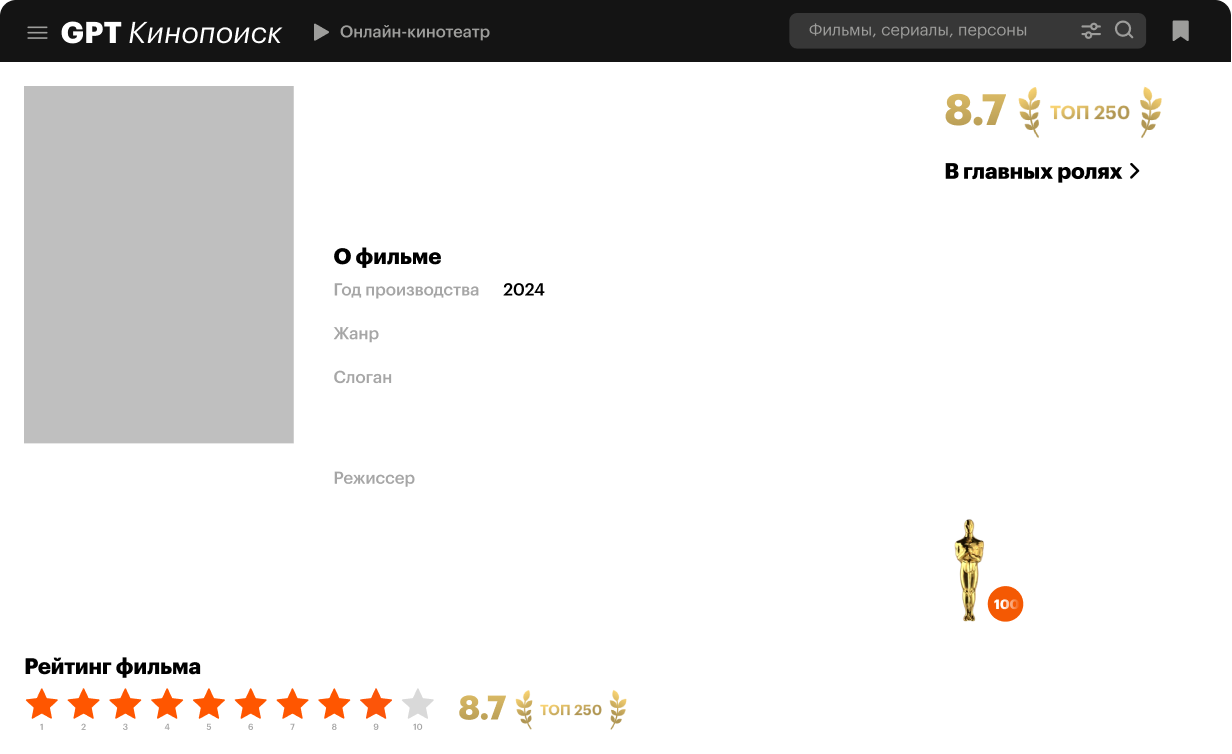 GPT Кинопоиск
Онлайн-кинотеатр
Фильмы, сериалы, персоны
8.7
ТОП 250
В главных ролях
О фильме
Год производства 2024
Жанр
Слоган
Режиссер
100
Рейтинг фильма
1 2 3 4 5 6 7 8 9 10
8.7
ТОП 250